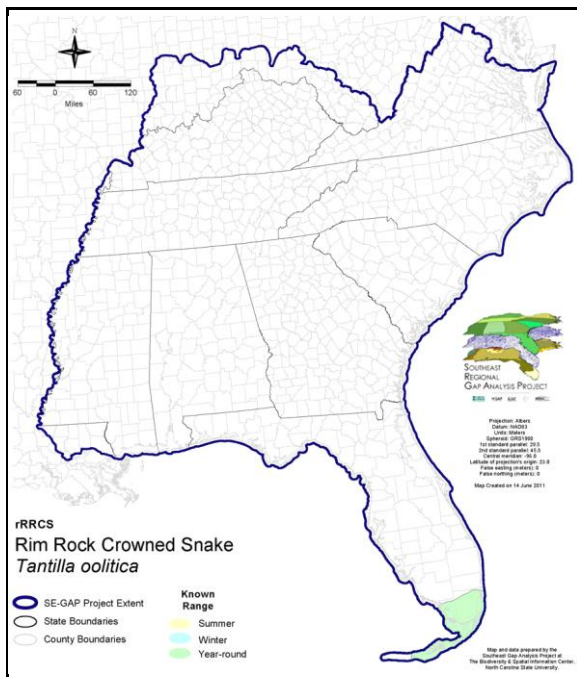 N
60
0
60
120
Miles
SOUTHEAST
REGIONAL
GAP ANALYSIS PROJECT
Projection: Albers
Datum: NAD83
Units: Meters
Spheroid: GRS1980
1st standard parallel: 29.5
2nd standard parallel: 45.5
Central meridian: -96.0
Latitude of projection's origin: 23.0
False easting (meters): 0
False northing (meters): 0
Map Created on 14 June 2011
rRRCS
Rim Rock Crowned Snake
Tantilla oolitica
SE-GAP Project Extent
State Boundaries
County Boundaries
Known
Range
Summer
Winter
Year-round
Map and data prepared by the
Southeast Gap Analysis Project at
The Biodiversity & Spatial Information Center,
North Carolina State University.